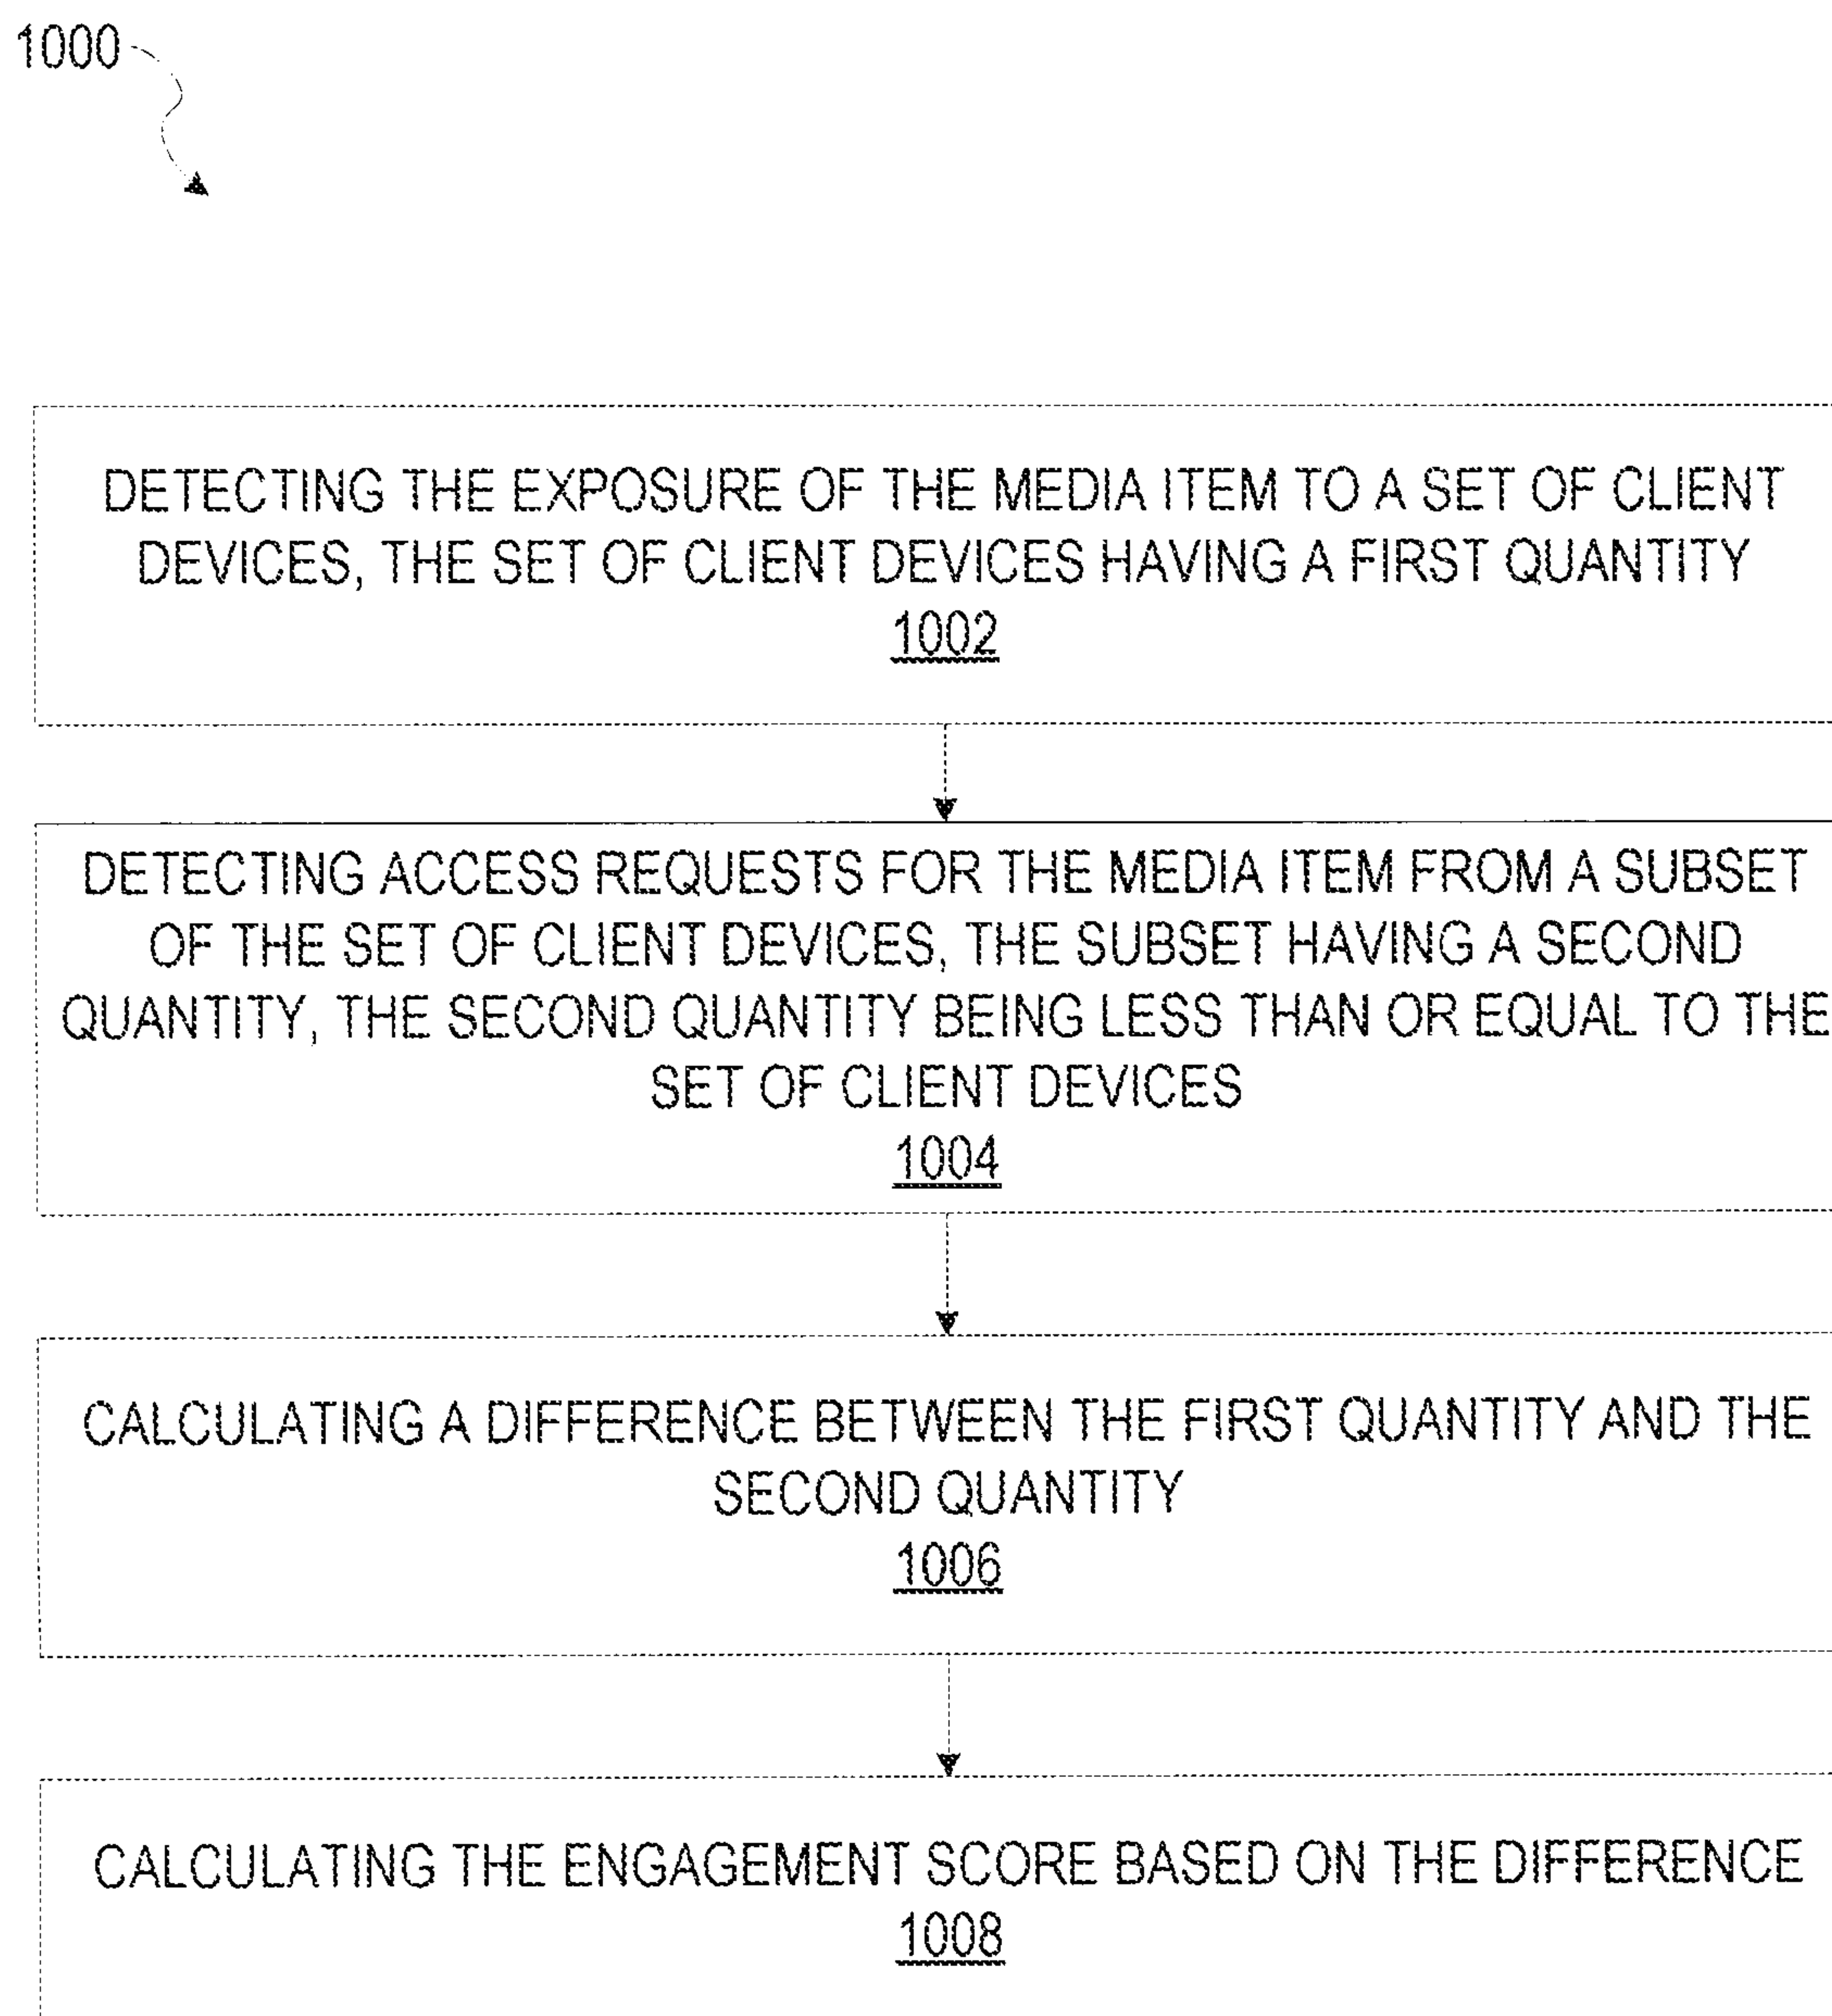 1000
DETECTING THE EXPOSURE OF THE MEDIA ITEM TO A SET OF CLIENT
DEVICES, THE SET OF CLIENT DEVICES HAVING A FIRST QUANTITY
1002
DETECTING ACCESS REQUESTS FOR THE MEDIA ITEM FROM A SUBSET
OF THE SET OF CLIENT DEVICES, THE SUBSET HAVING A SECOND
QUANTITY, THE SECOND QUANTITY BEING LESS THAN OR EQUAL TO THE
SET OF CLIENT DEVICES
1004
CALCULATING A DIFFERENCE BETWEEN THE FIRST QUANTITY AND THE
SECOND QUANTITY
1006
CALCULATING THE ENGAGEMENT SCORE BASED ON THE DIFFERENCE
1008